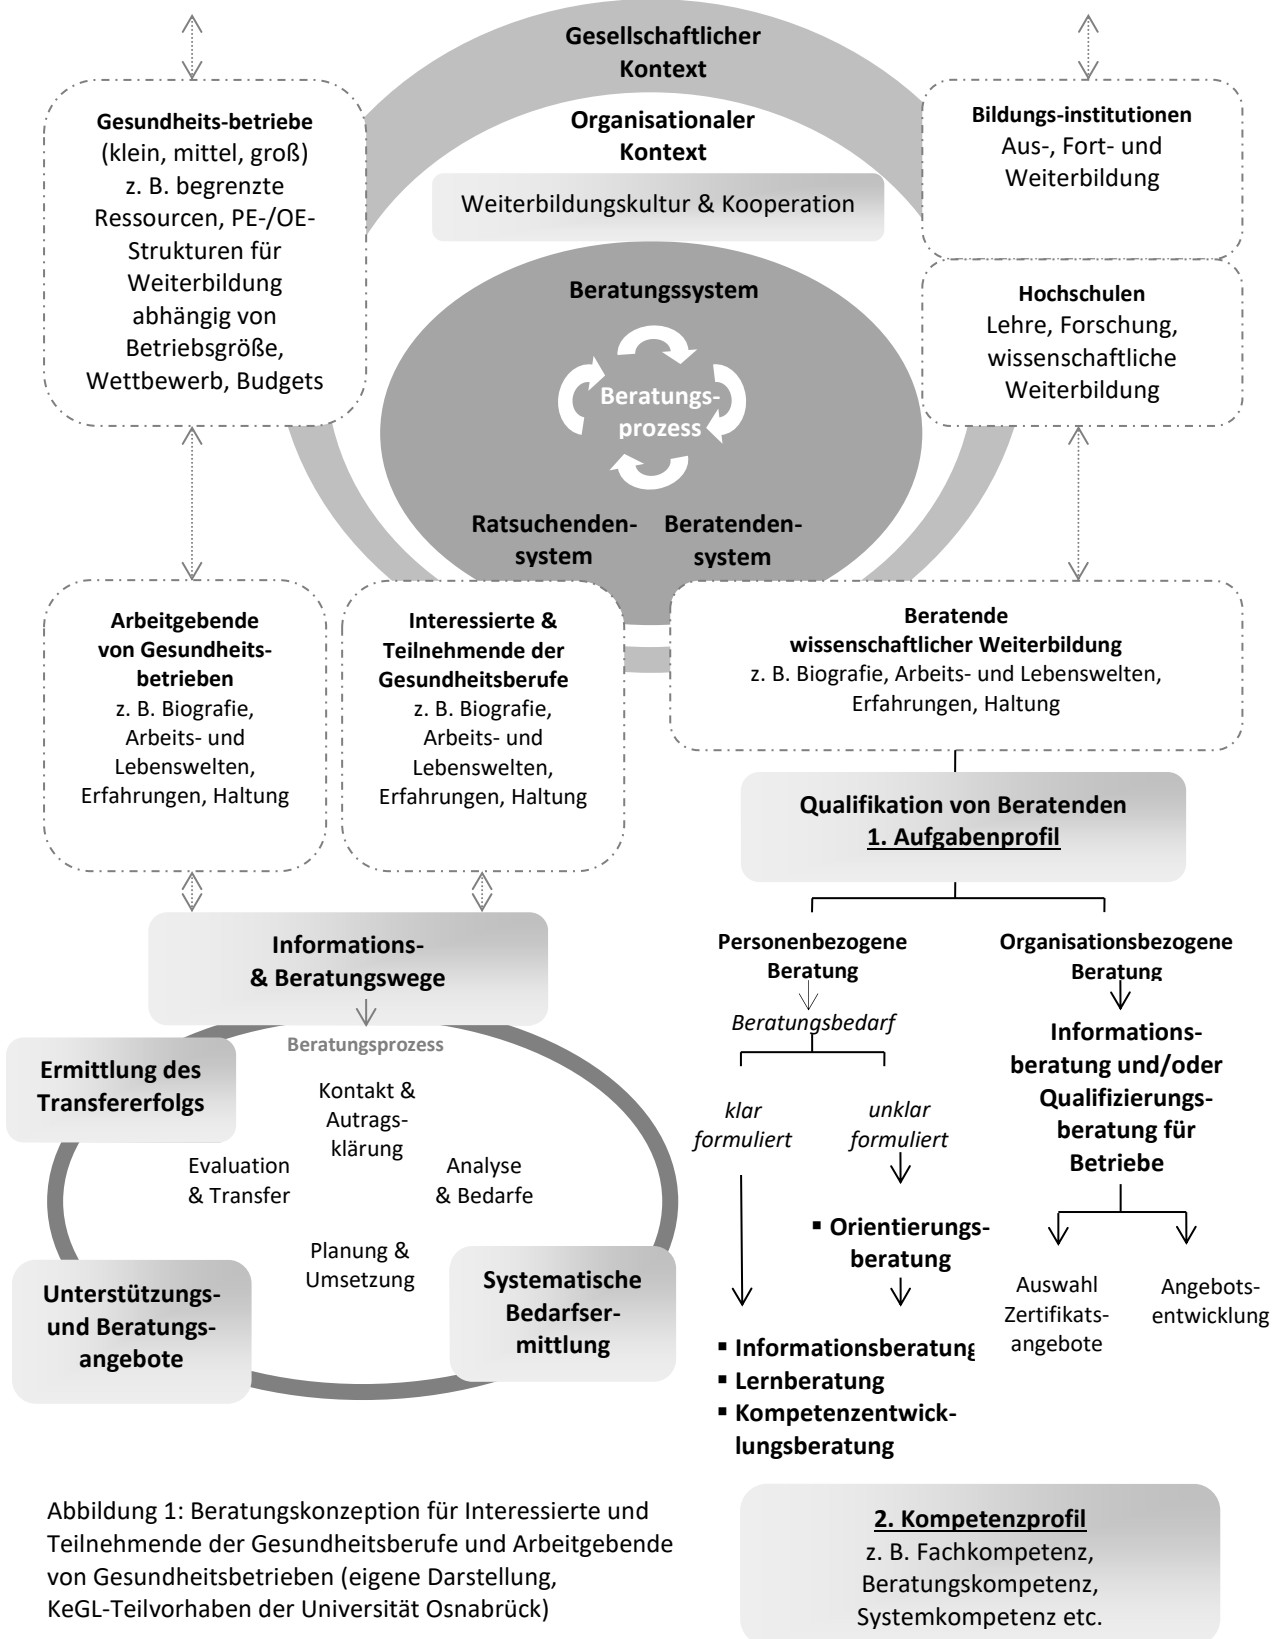 Gesellschaftlicher
Kontext
Organisationaler
Kontext
Weiterbildungskultur & Kooperation
Gesundheits-betriebe
(klein, mittel, groß)
z. B. begrenzte
Ressourcen, PE-/OE-
Strukturen für
Weiterbildung
abhängig von
Betriebsgröße,
Wettbewerb, Budgets
Bildungs-institutionen
Aus-, Fort- und
Weiterbildung
Hochschulen
Lehre, Forschung,
wissenschaftliche
Weiterbildung
Beratungssystem
Beratungs-
prozess
Ratsuchenden-
system
Beratenden-
system
Arbeitgebende
von Gesundheits-
betrieben
z. B. Biografie,
Arbeits- und
Lebenswelten,
Erfahrungen, Haltung
Interessierte &
Teilnehmende der
Gesundheitsberufe
z. B. Biografie,
Arbeits- und
Lebenswelten,
Erfahrungen, Haltung
Beratende
wissenschaftlicher Weiterbildung
z. B. Biografie, Arbeits- und Lebenswelten,
Erfahrungen, Haltung
Qualifikation von Beratenden
1. Aufgabenprofil
Informations-
& Beratungswege
Beratungsprozess
Kontakt &
Autrags-
klärung
Analyse
& Bedarfe
Planung &
Umsetzung
Evaluation
& Transfer
Ermittlung des
Transfererfolgs
Unterstützungs-
und Beratungs-
angebote
Systematische
Bedarfser-
mittlung
Personenbezogene
Beratung
Beratungsbedarf
klar
formuliert
unklar
formuliert
▪ Orientierungs-
beratung
▪ Informationsberatung
▪ Lernberatung
▪ Kompetenzentwick-
lungsberatung
Organisationsbezogene
Beratung
Informations-
beratung und/oder
Qualifizierungs-
beratung für
Betriebe
Auswahl
Zertifikats-
angebote
Angebots-
entwicklung
2. Kompetenzprofil
z. B. Fachkompetenz,
Beratungskompetenz,
Systemkompetenz etc.
Abbildung 1: Beratungskonzeption für Interessierte und
Teilnehmende der Gesundheitsberufe und Arbeitgebende
von Gesundheitsbetrieben (eigene Darstellung,
KeGL-Teilvorhaben der Universität Osnabrück)